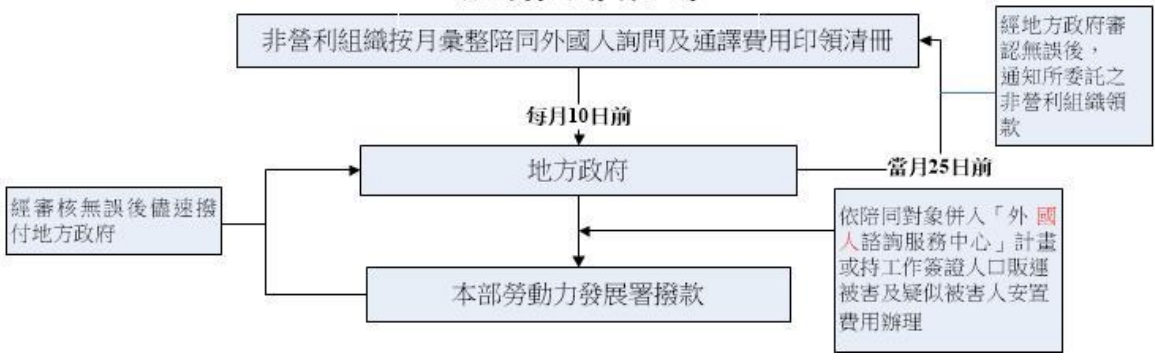 非營利組織按月彙整陪同外國人詢問及通譯費用印領清冊
經地方政府審
認無誤後，
通知所委託之
非營利組織領
款
每月10日前
地方政府
當月25日前
經審核無誤後儘速撥
付地方政府
依陪同對象併入「外 國
人諮詢服務中心」計畫
或持工作簽證人口販運
被害及疑似被害人安置
費用辦理
本部勞動力發展署撥款